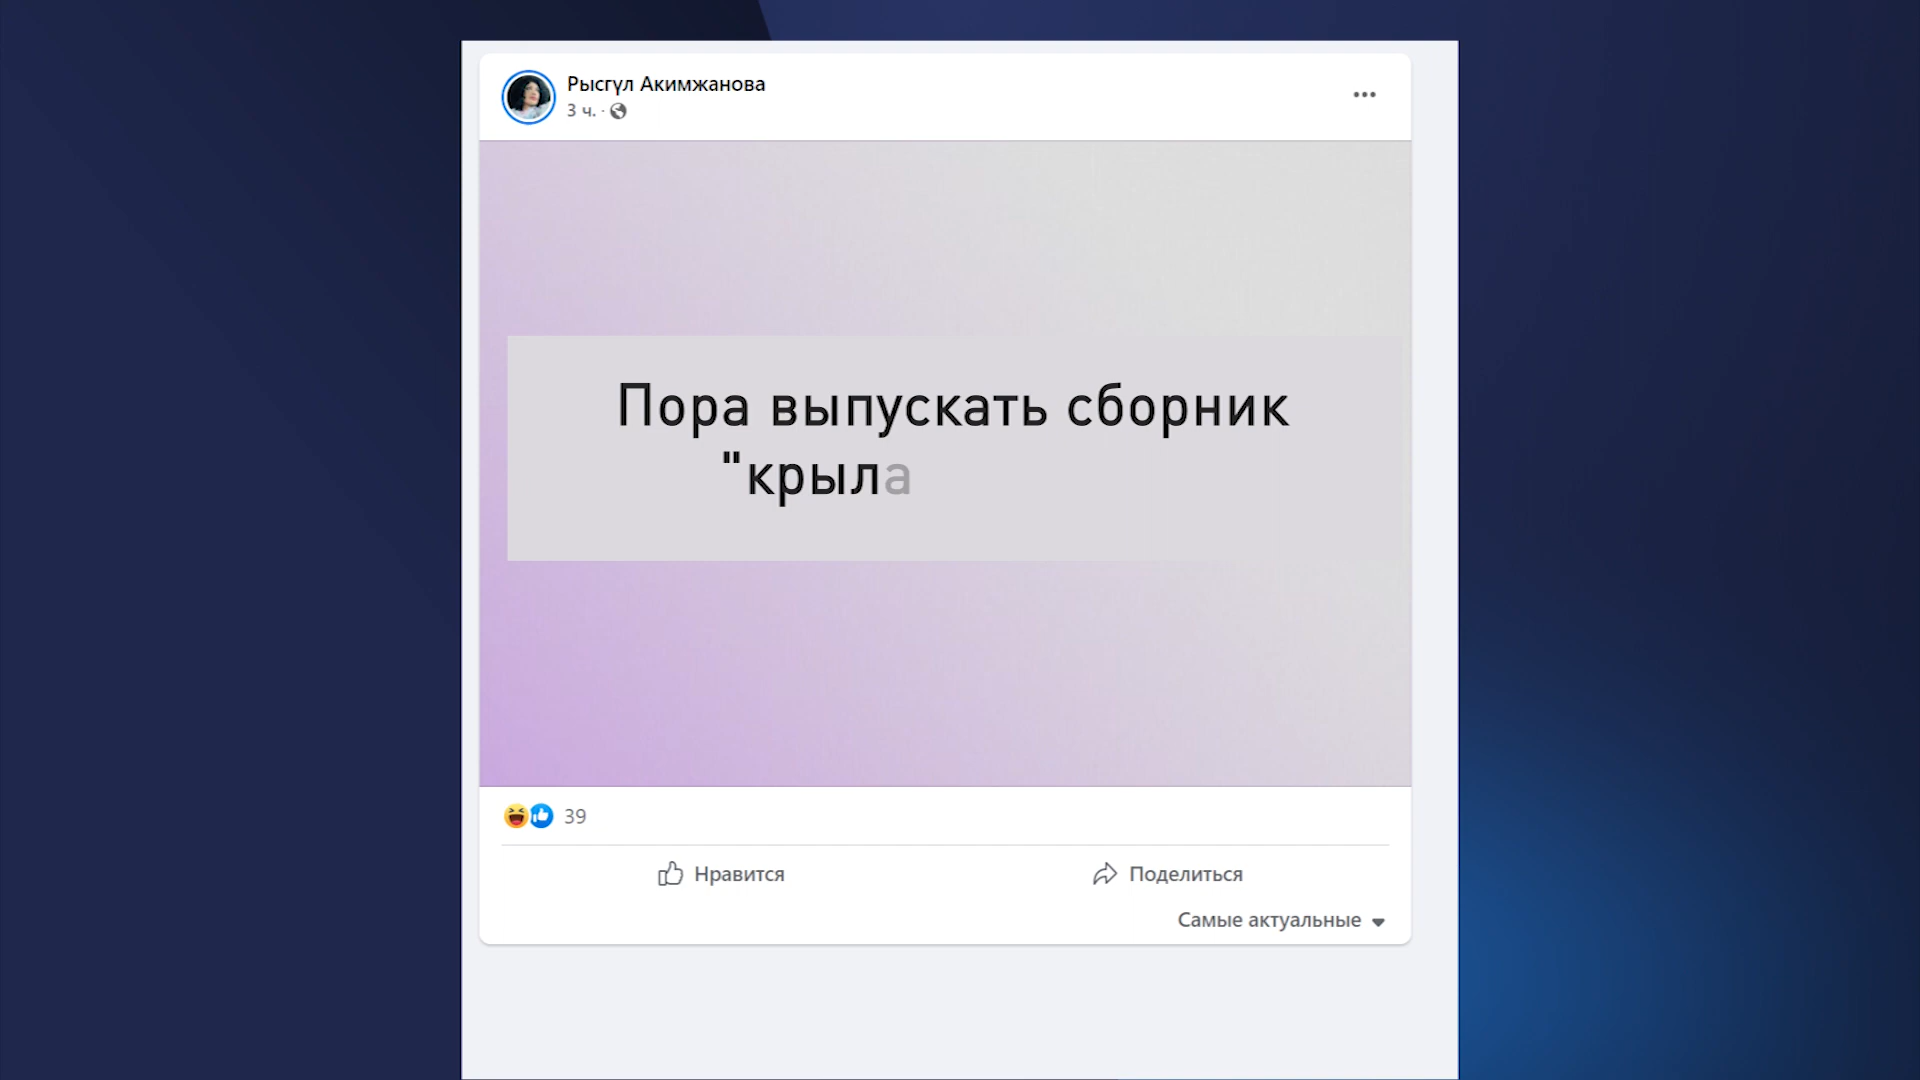 Рысгүл Акимжанова
3 ч. ·
Пора выпускать сборник
"крыла
39
Нравится
Поделиться
Самые актуальные